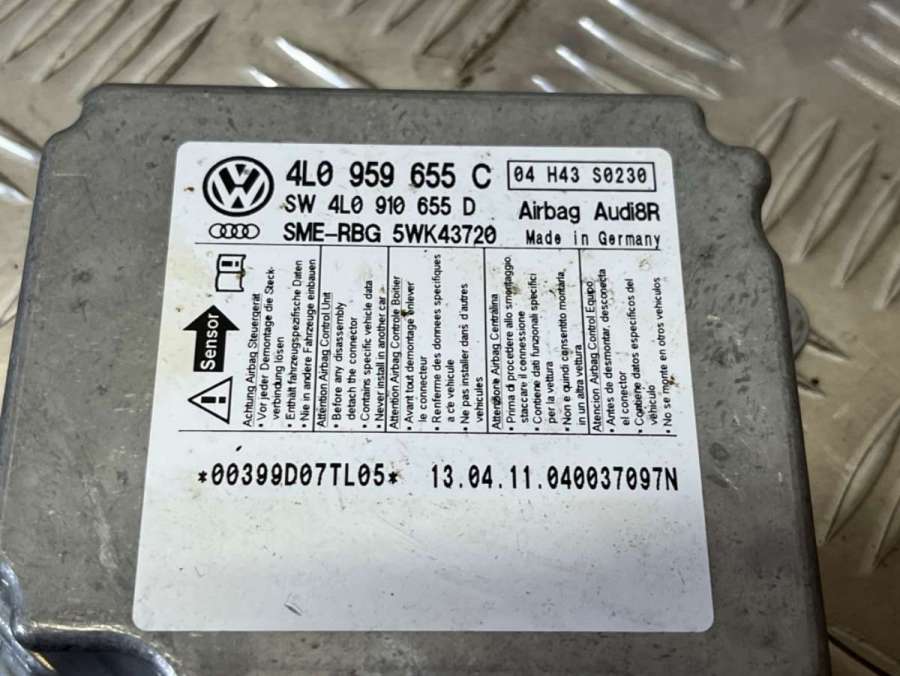 4L0 959 655 C
04 H43 S0230
SW 4L0 910 655 D
Airbag Audi8R
SME-RBG 5WK43720
Made in Germany
Sensor
Achtung Airbag Steuergerät
• Vor jeder Demontage die Steck-
verbindung lösen
• Enthält fahrzeugspezifische Daten
• Nie in andere Fahrzeuge einbauen
Attention Airbag Control Unit
• Before any disassembly
detach the connector
• Contains specific vehicle data
• Never install in another car
Attention Airbag Controle Boitier
• Avant tout demontage enlever
le connecteur
• Renferme des donnees specifiques
a ce vehicule
• Ne pas installer dans d'autres
vehicules
Attenzione Airbag Centralina
• Prima di procedere allo smontaggio,
staccare il connessione
• Contiene dati funzionali specifici
per la vettura
• Non e quindi consentito montarla,
in un altra vettura
Atencion Airbag Control Equipo
• Antes de desmontar, desconecta
el conector
• Contiene datos especificos del
vehiculo
• No se monte en otros vehiculos
*00399D07TL05*
13.04.11.040037097N